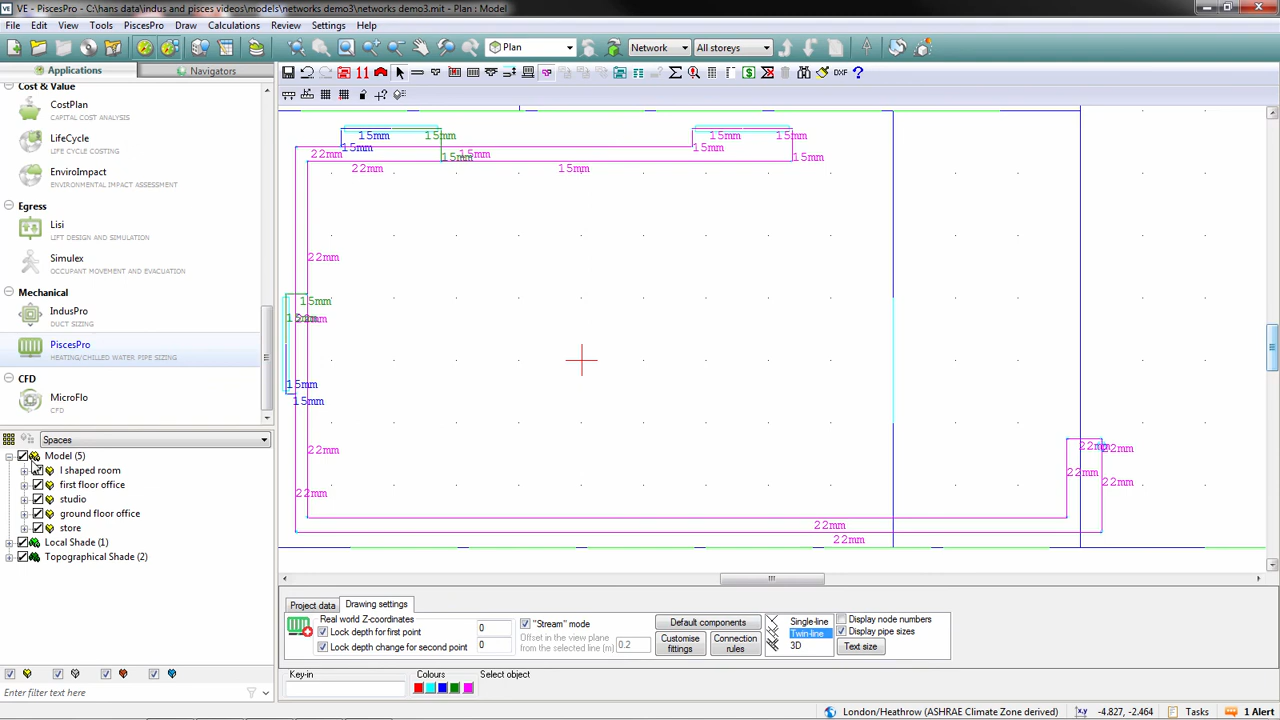 VE - PiscesPro - C:\hans data\indus and pisces videos\models\networks demo3\networks demo3.mit - Plan : Model
File Edit View Tools PiscesPro Draw Calculations Review Settings Help
Plan Network All storeys
Applications Navigators
DXF
Cost & Value
CostPlan
CAPITAL COST ANALYSIS
LifeCycle
LIFE CYCLE COSTING
EnviroImpact
ENVIRONMENTAL IMPACT ASSESSMENT
Egress
Lisi
LIFT DESIGN AND SIMULATION
Simulex
OCCUPANT MOVEMENT AND EVACUATION
Mechanical
IndusPro
DUCT SIZING
PiscesPro
HEATING/CHILLED WATER PIPE SIZING
CFD
MicroFlo
CFD
Spaces
Model (5)
l shaped room
first floor office
studio
ground floor office
store
Local Shade (1)
Topographical Shade (2)
Enter filter text here
15mm 15mm 15mm 15mm
15mm 15mm
22mm 15mm 15mm 15mm
22mm 15mm
22mm
15mm
22mm
15mm
15mm
22mm 22mm 22mm
22mm 22mm
22mm
22mm
22mm
Project data Drawing settings
Real world Z-coordinates
Lock depth for first point 0
Lock depth change for second point 0
"Stream" mode
Offset in the view plane
from the selected line (m) 0.2
Default components
Customise fittings
Connection rules
Single-line
Twin-line
3D
Display node numbers
Display pipe sizes
Text size
Key-in Colours Select object
London/Heathrow (ASHRAE Climate Zone derived) x,y -4.827, -2.464 Tasks 1 Alert